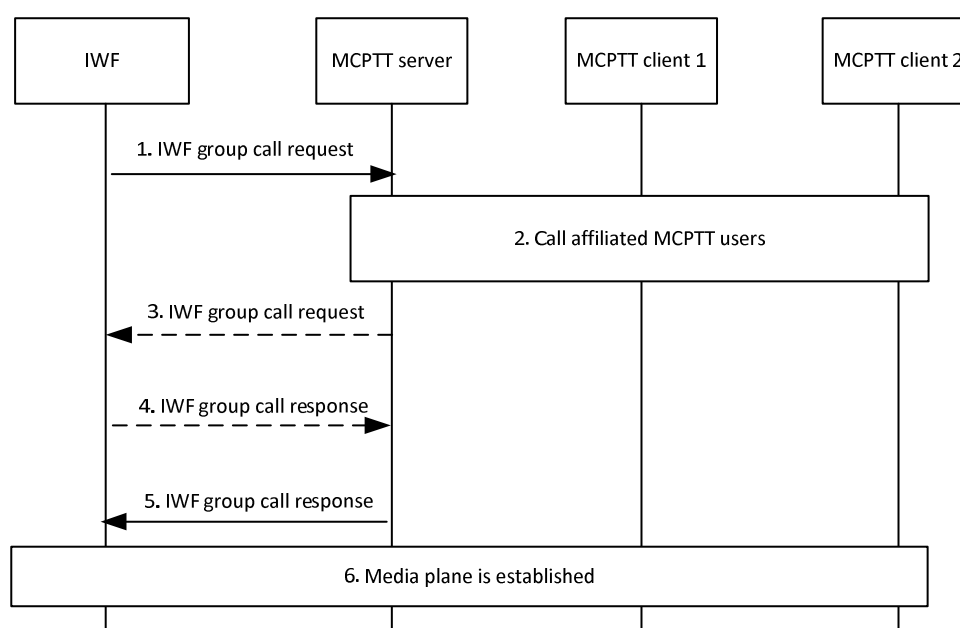 IWF
MCPTT server
MCPTT client 1
MCPTT client 2
1. IWF group call request
2. Call affiliated MCPTT users
3. IWF group call request
4. IWF group call response
5. IWF group call response
6. Media plane is established